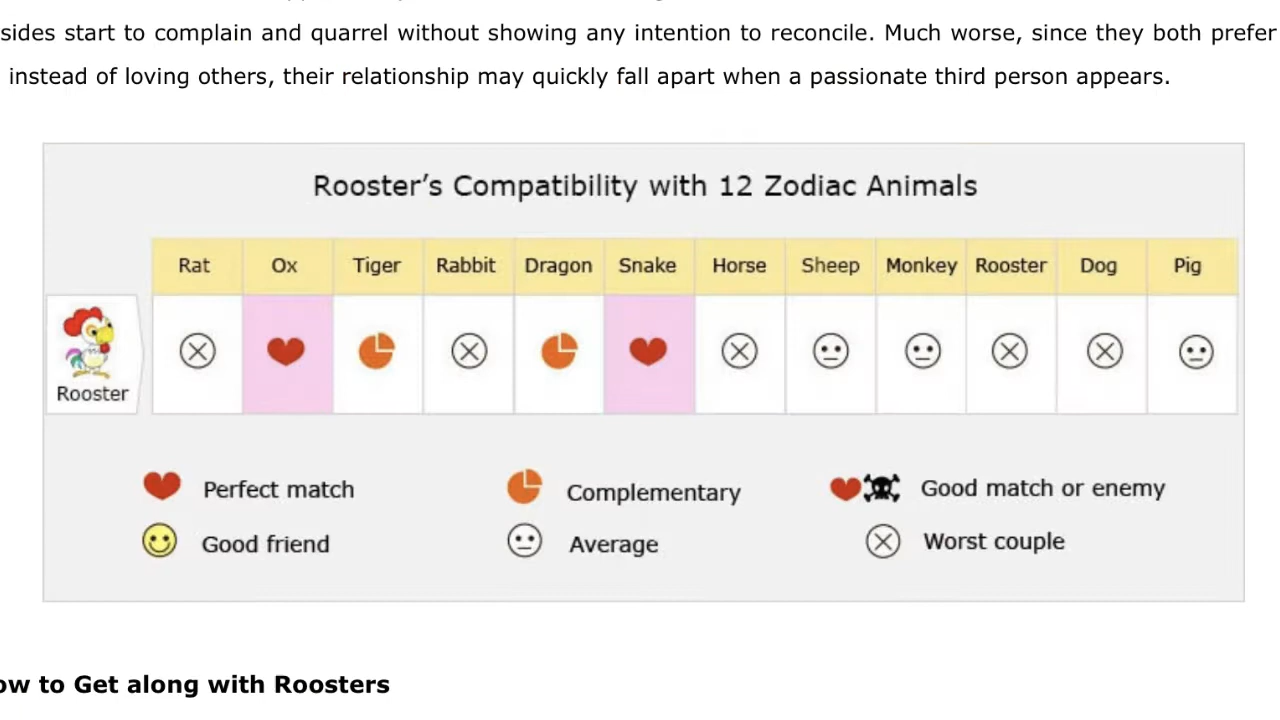 sides start to complain and quarrel without showing any intention to reconcile. Much worse, since they both prefer
instead of loving others, their relationship may quickly fall apart when a passionate third person appears.
Rooster's Compatibility with 12 Zodiac Animals
Rat Ox Tiger Rabbit Dragon Snake Horse Sheep Monkey Rooster Dog Pig
Rooster
Perfect match Complementary Good match or enemy
Good friend Average Worst couple
ow to Get along with Roosters